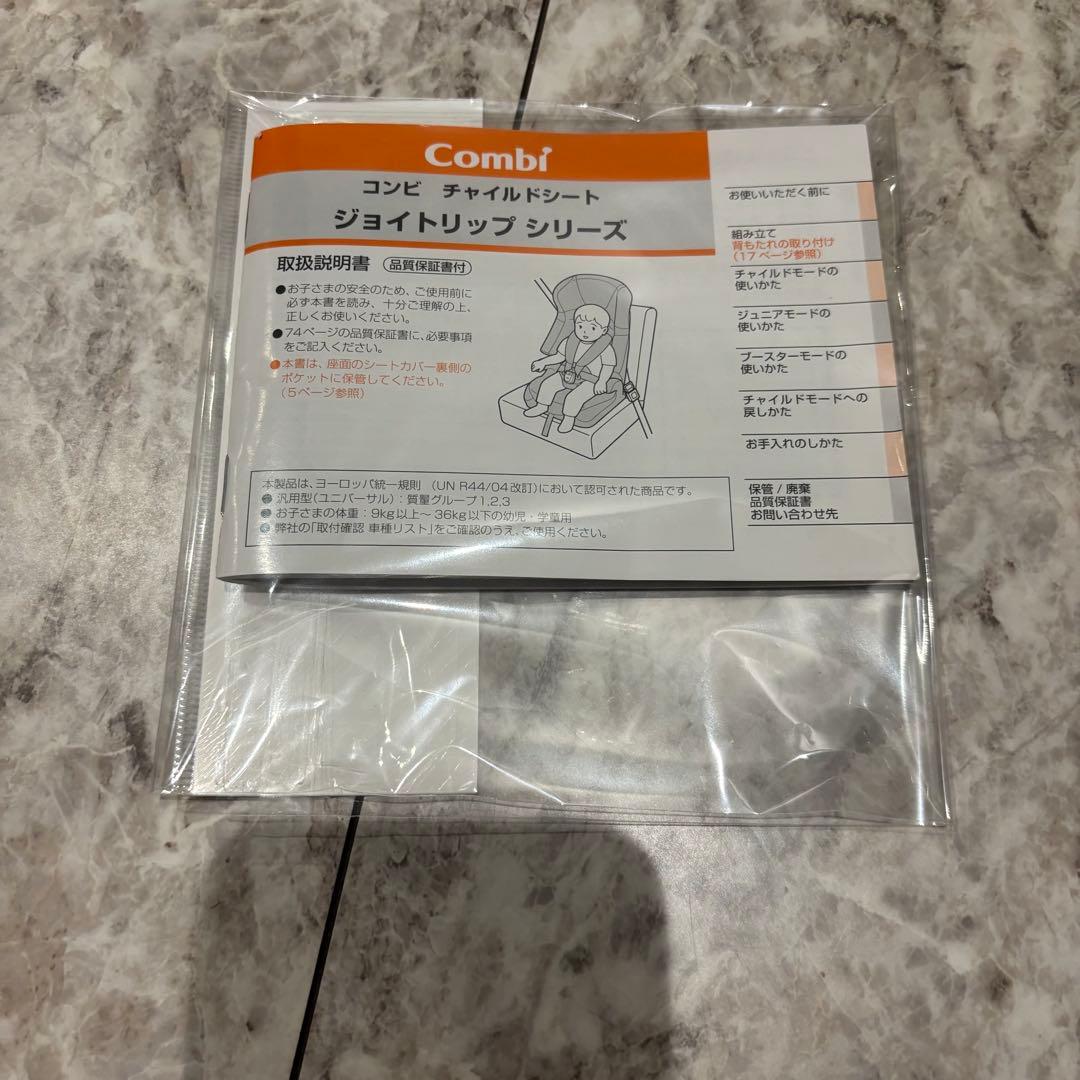 Combi
コンビ チャイルドシート
ジョイトリップ シリーズ
取扱説明書 品質保証書付
●お子さまの安全のため、ご使用前に
必ず本書を読み、十分ご理解の上、
正しくお使いください。
●74ページの品質保証書に、必要事項
をご記入ください。
●本書は、座面のシートカバー裏側の
ポケットに保管してください。
(5ページ参照)
本製品は、ヨーロッパ統一規則 (UN R44/04改訂)において認可された商品です。
●汎用型(ユニバーサル):質量グループ1,2,3
●お子さまの体重:9kg以上〜36kg以下の幼児・学童用
●弊社の「取付確認 車種リスト」をご確認のうえ、ご使用ください。
お使いいただく前に
組み立て
背もたれの取り付け
(17ページ参照)
チャイルドモードの
使いかた
ジュニアモードの
使いかた
ブースターモードの
使いかた
チャイルドモードへの
戻しかた
お手入れのしかた
保管/廃棄
品質保証書
お問い合わせ先